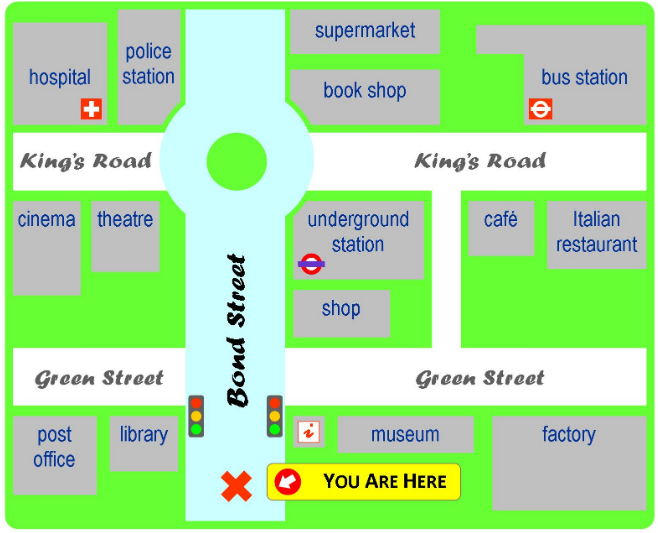 hospital
police
station
supermarket
book shop
bus station
King's Road
King's Road
cinema
theatre
underground
station
café
Italian
restaurant
shop
Bond Street
Green Street
Green Street
post
office
library
i
museum
factory
YOU ARE HERE